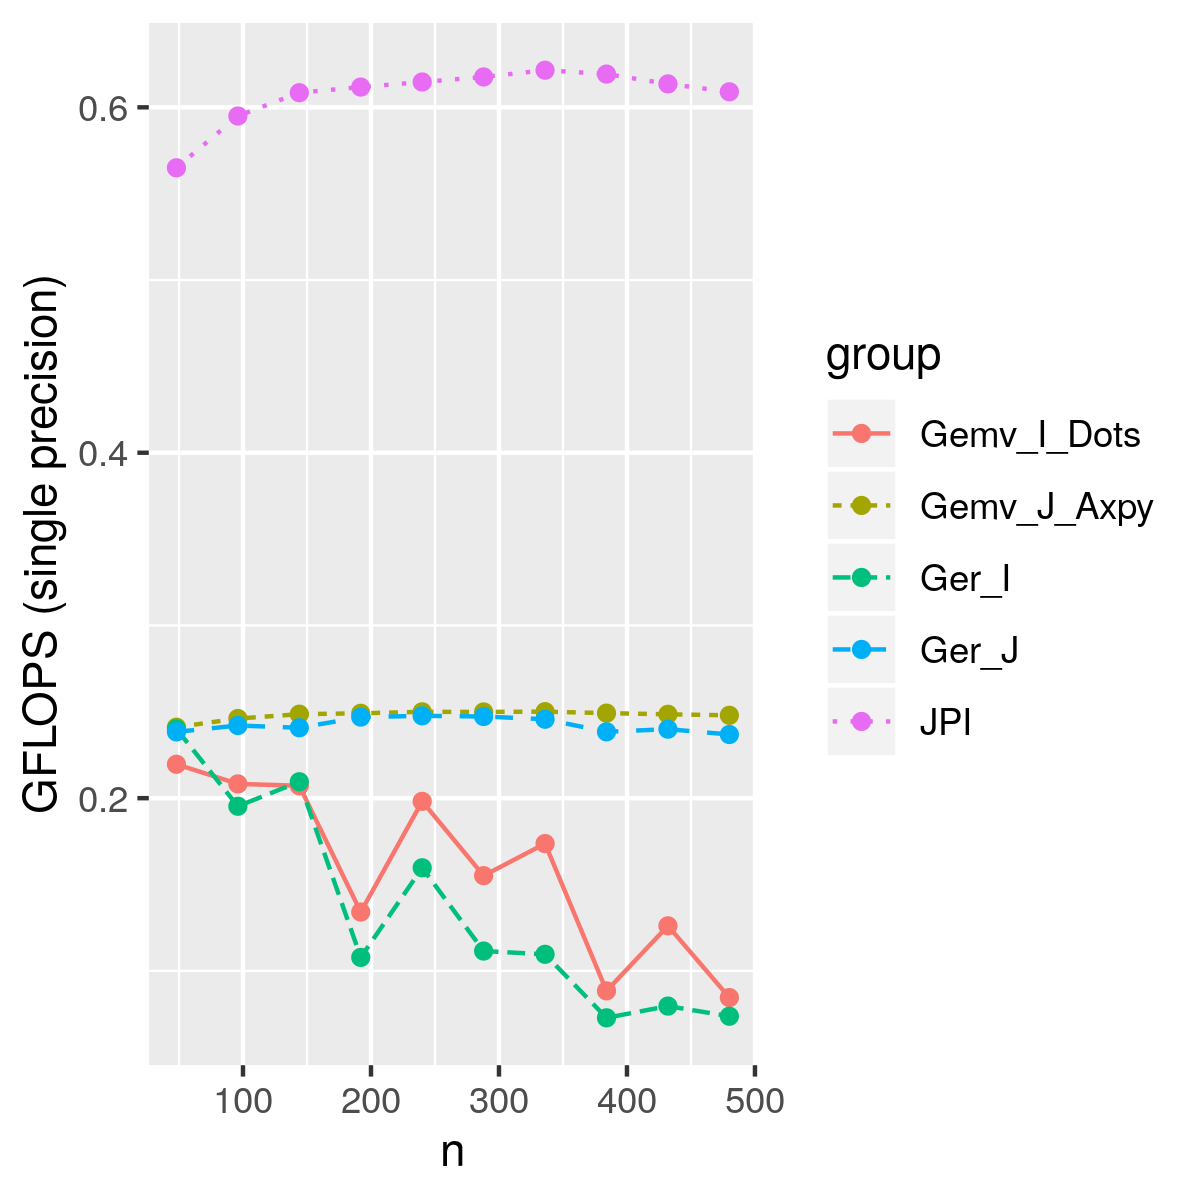 GFLOPS (single precision)
0.6
0.4
0.2
100 200 300 400 500
n
group
Gemv_I_Dots
Gemv_J_Axpy
Ger_I
Ger_J
JPI